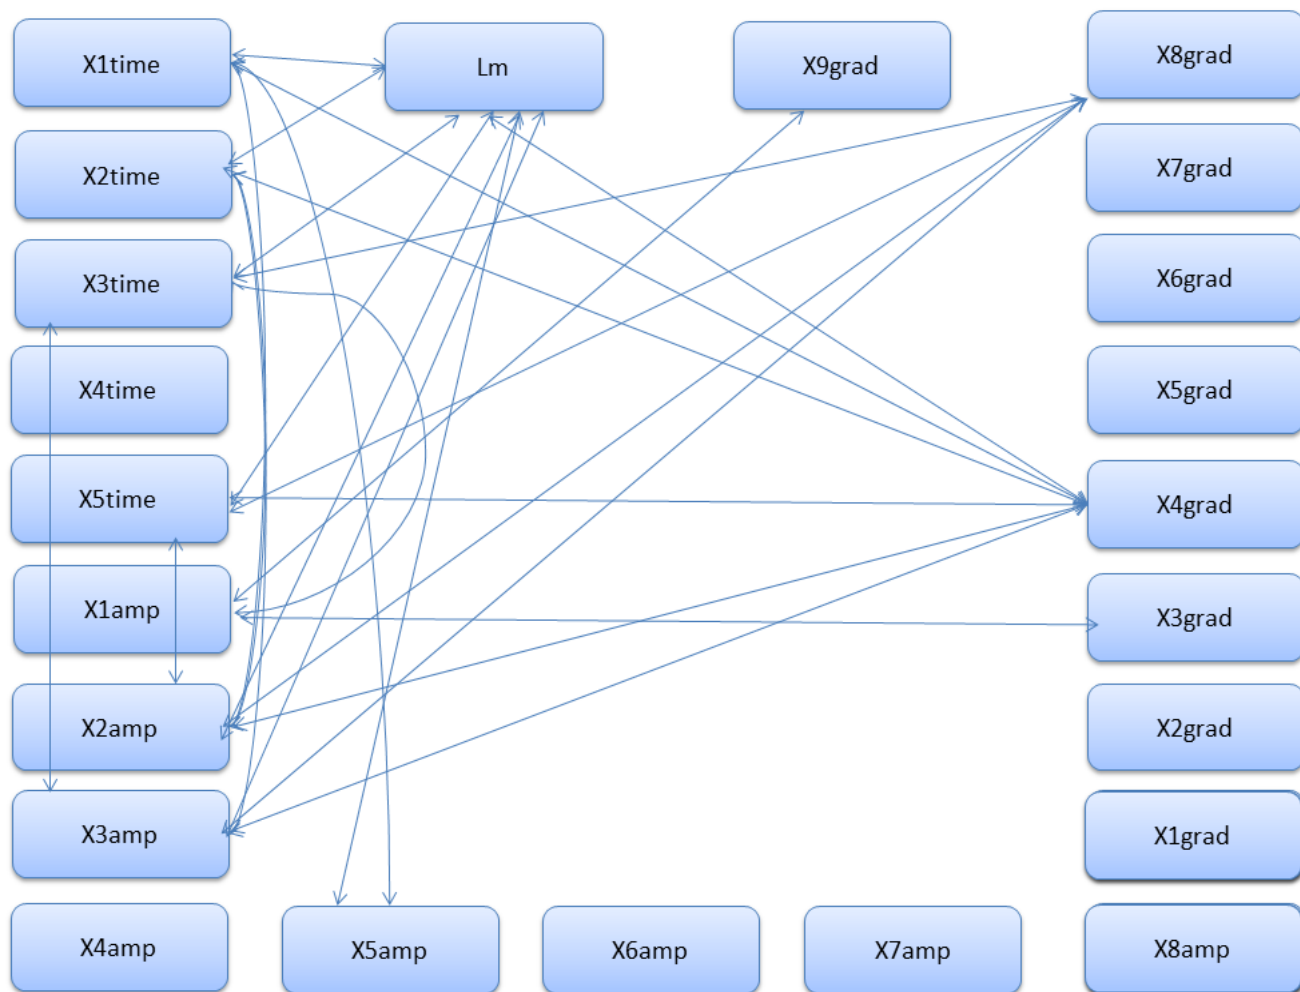 X1time
Lm
X9grad
X8grad
X2time
X7grad
X3time
X6grad
X4time
X5grad
X5time
X4grad
X1amp
X3grad
X2amp
X2grad
X3amp
X1grad
X4amp
X5amp
X6amp
X7amp
X8amp